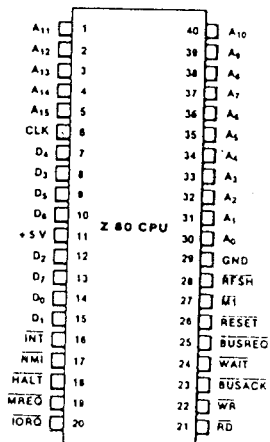 A11 1 40 A10
A12 2 39 A9
A13 3 38 A8
A14 4 37 A7
A15 5 36 A6
CLK 6 35 A5
D4 7 34 A4
D3 8 33 A3
D5 9 32 A2
D6 10 31 A1
+5V 11 Z 80 CPU 30 A0
D2 12 29 GND
D7 13 28 RFSH
D0 14 27 M1
D1 15 26 RESET
INT 16 25 BUSREQ
NMI 17 24 WAIT
HALT 18 23 BUSACK
MREQ 19 22 WR
IORQ 20 21 RD